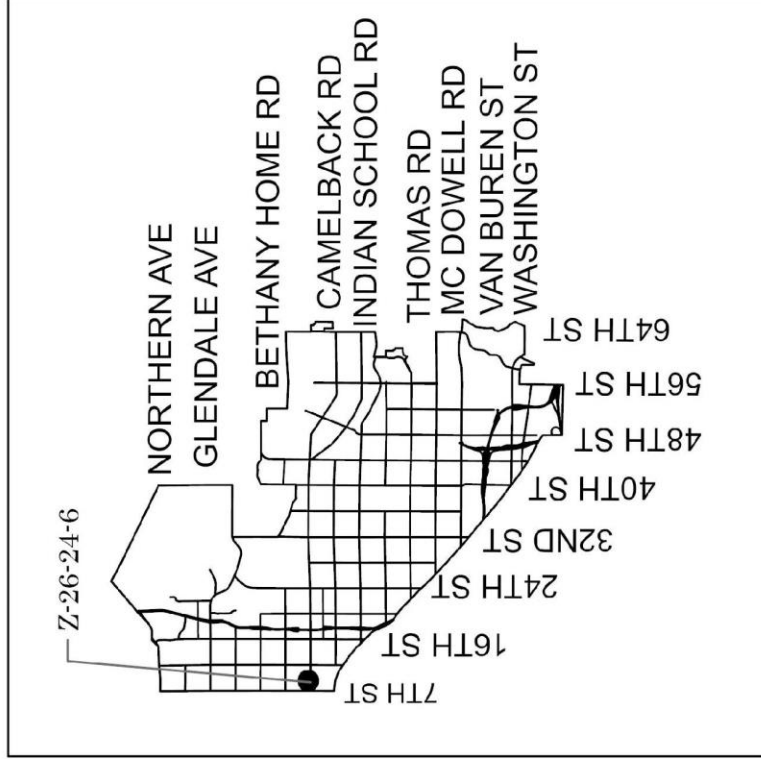 Z-26-24-6
NORTHERN AVE
GLENDALE AVE
BETHANY HOME RD
CAMELBACK RD
INDIAN SCHOOL RD
THOMAS RD
MC DOWELL RD
VAN BUREN ST
WASHINGTON ST
7TH ST
16TH ST
24TH ST
32ND ST
40TH ST
48TH ST
56TH ST
64TH ST